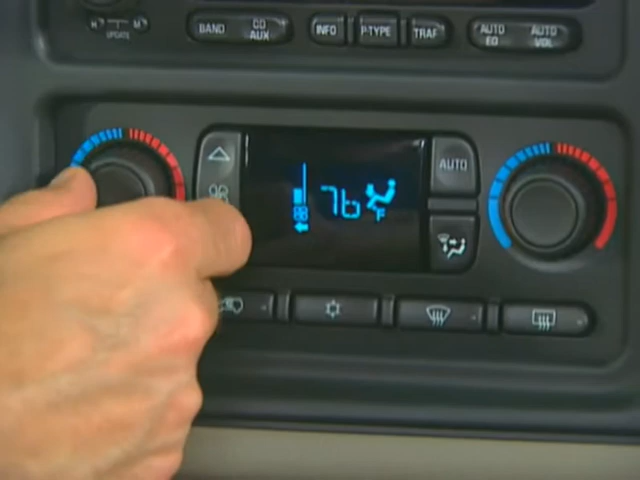 BAND CD AUX INFO P-TYPE TRAF AUTO EQ AUTO VOL
UPDATE
AUTO
76 F